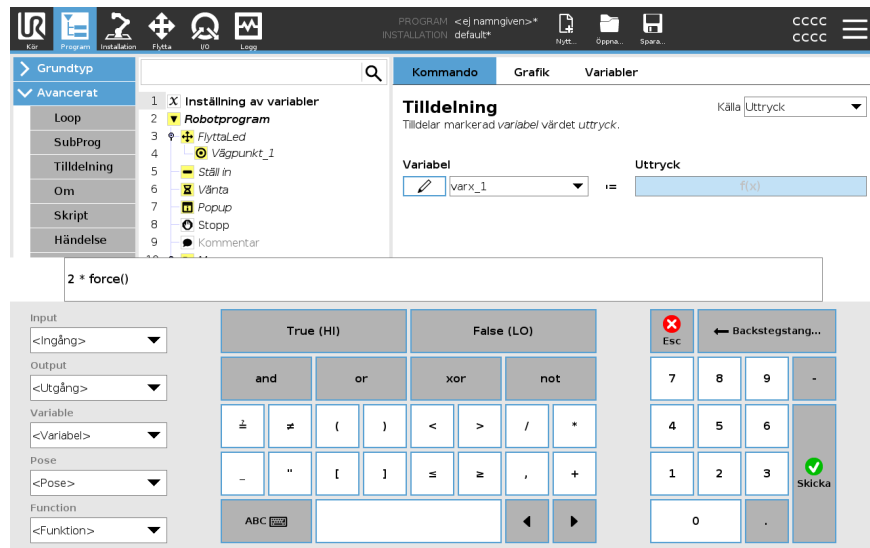 UR
PROGRAM <ej namngiven>*
INSTALLATION default*
CCCC
CCCC
Kör Program Installation Flytta I/O Logg Nytt... Öppna... Spara...
Grundtyp
Avancerat
Loop
SubProg
Tilldelning
Om
Skript
Händelse
1 X Inställning av variabler
2 Robotprogram
3 FlyttaLed
4 Vägpunkt_1
5 Ställ in
6 Vänta
7 Popup
8 Stopp
9 Kommentar
Kommando Grafik Variabler
Tilldelning
Källa Uttryck
Tilldelar markerad variabel värdet uttryck.
Variabel Uttryck
varx_1 := f(x)
2 * force()
Input
<Ingång>
Output
<Utgång>
Variable
<Variabel>
Pose
<Pose>
Function
<Funktion>
True (HI) False (LO)
and or xor not
≟ ≠ ( ) < > / *
_ " [ ] ≤ ≥ , +
ABC
Esc Backstegstang...
7 8 9 -
4 5 6
1 2 3 Skicka
0 .